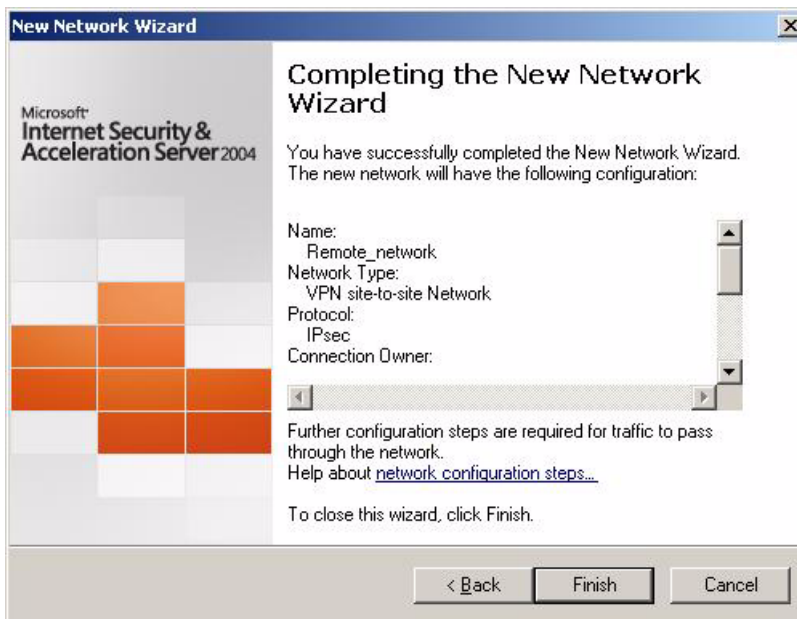 New Network Wizard
Microsoft
Internet Security &
Acceleration Server 2004
Completing the New Network
Wizard
You have successfully completed the New Network Wizard.
The new network will have the following configuration:
Name:
Remote_network
Network Type:
VPN site-to-site Network
Protocol:
IPsec
Connection Owner:
Further configuration steps are required for traffic to pass
through the network.
Help about network configuration steps...
To close this wizard, click Finish.
< Back
Finish
Cancel